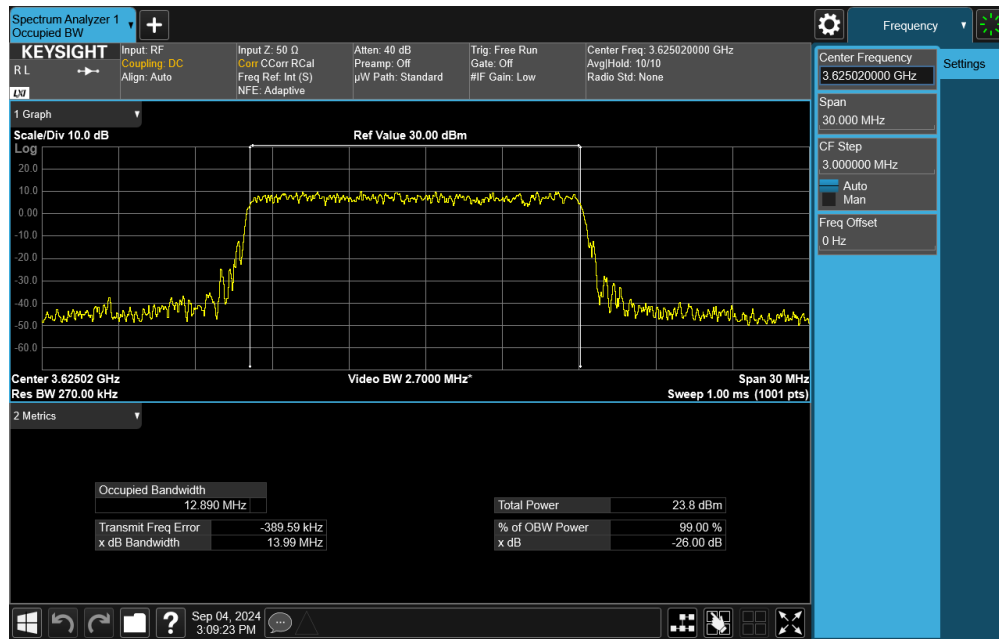 Spectrum Analyzer 1
Occupied BW
Frequency
KEYSIGHT
R L
LXI
Input: RF
Coupling: DC
Align: Auto
Input Z: 50 Ω
Corr CCorr RCal
Freq Ref: Int (S)
NFE: Adaptive
Atten: 40 dB
Preamp: Off
µW Path: Standard
Trig: Free Run
Gate: Off
#IF Gain: Low
Center Freq: 3.625020000 GHz
Avg|Hold: 10/10
Radio Std: None
Center Frequency
3.625020000 GHz
Settings
Span
30.000 MHz
CF Step
3.000000 MHz
Auto
Man
Freq Offset
0 Hz
1 Graph
Scale/Div 10.0 dB
Ref Value 30.00 dBm
Log
20.0
10.0
0.00
-10.0
-20.0
-30.0
-40.0
-50.0
-60.0
Center 3.62502 GHz
Video BW 2.7000 MHz*
Span 30 MHz
Res BW 270.00 kHz
Sweep 1.00 ms (1001 pts)
2 Metrics
Occupied Bandwidth
12.890 MHz
Total Power 23.8 dBm
Transmit Freq Error -389.59 kHz
% of OBW Power 99.00 %
x dB Bandwidth 13.99 MHz
x dB -26.00 dB
?
Sep 04, 2024
3:09:23 PM